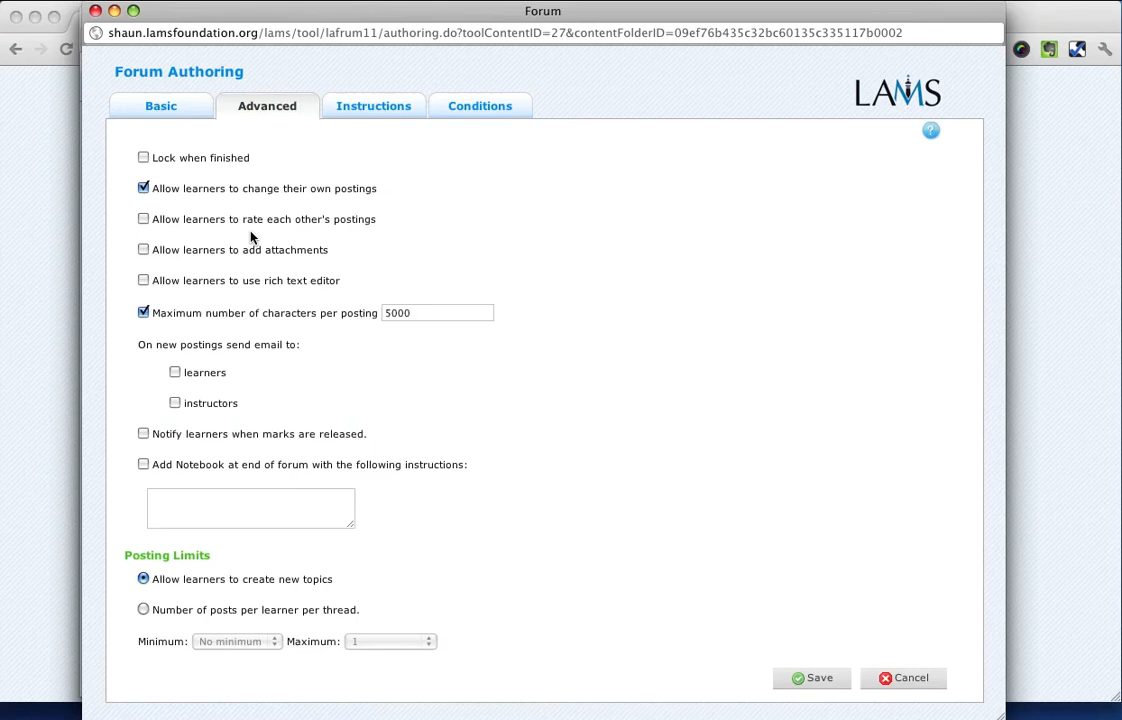 Forum
shaun.lamsfoundation.org/lams/tool/lafrum11/authoring.do?toolContentID=27&contentFolderID=09ef76b435c32bc60135c335117b0002
Forum Authoring
LAMS
Basic
Advanced
Instructions
Conditions
?
Lock when finished
Allow learners to change their own postings
Allow learners to rate each other's postings
Allow learners to add attachments
Allow learners to use rich text editor
Maximum number of characters per posting 5000
On new postings send email to:
learners
instructors
Notify learners when marks are released.
Add Notebook at end of forum with the following instructions:
Posting Limits
Allow learners to create new topics
Number of posts per learner per thread.
Minimum: No minimum Maximum: 1
Save
Cancel